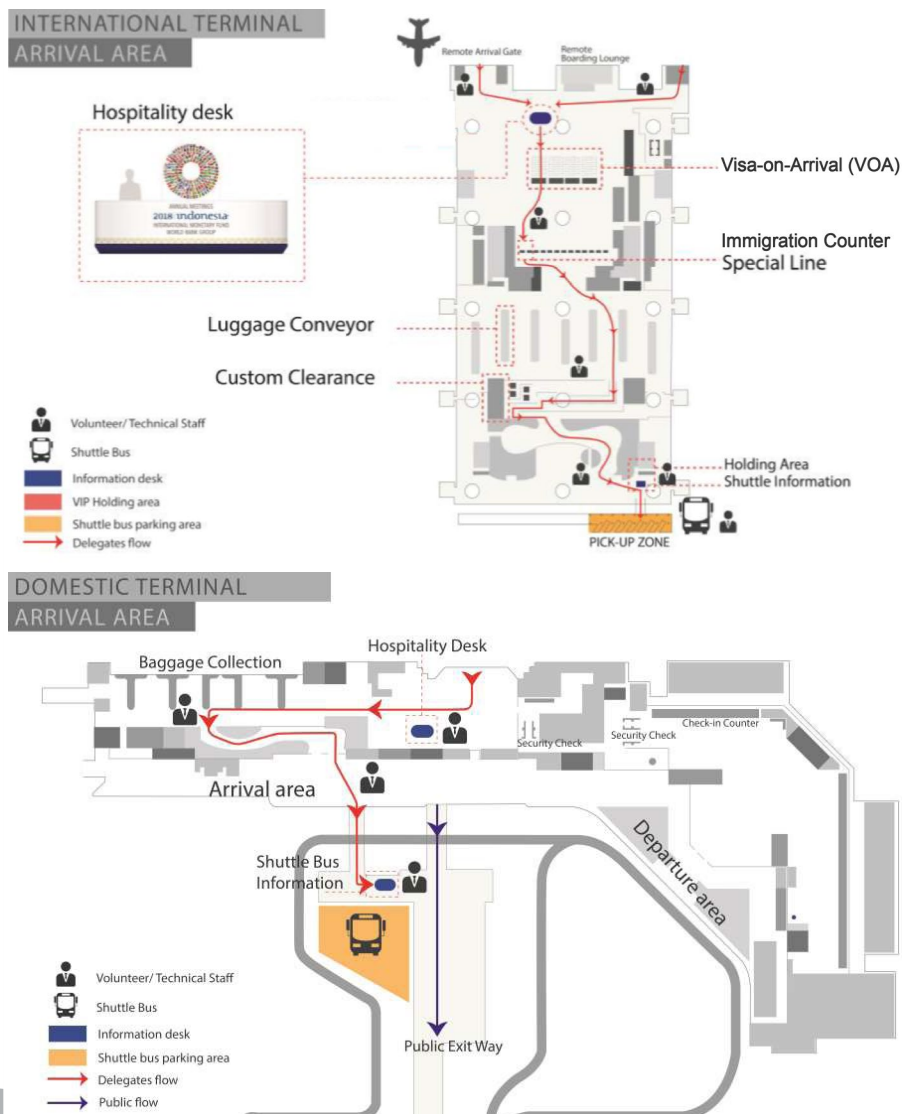 INTERNATIONAL TERMINAL
ARRIVAL AREA
Remote Arrival Gate
Remote
Boarding Lounge
Hospitality desk
ANNUAL MEETINGS
2018 indonesia
INTERNATIONAL MONETARY FUND
WORLD BANK GROUP
Visa-on-Arrival (VOA)
Immigration Counter
Special Line
Luggage Conveyor
Custom Clearance
Volunteer/ Technical Staff
Shuttle Bus
Information desk
VIP Holding area
Shuttle bus parking area
Delegates flow
Holding Area
Shuttle Information
PICK-UP ZONE
DOMESTIC TERMINAL
ARRIVAL AREA
Hospitality Desk
Baggage Collection
Security Check
Security Check
Check-in Counter
Arrival area
Departure area
Shuttle Bus
Information
Public Exit Way
Volunteer/ Technical Staff
Shuttle Bus
Information desk
Shuttle bus parking area
Delegates flow
Public flow